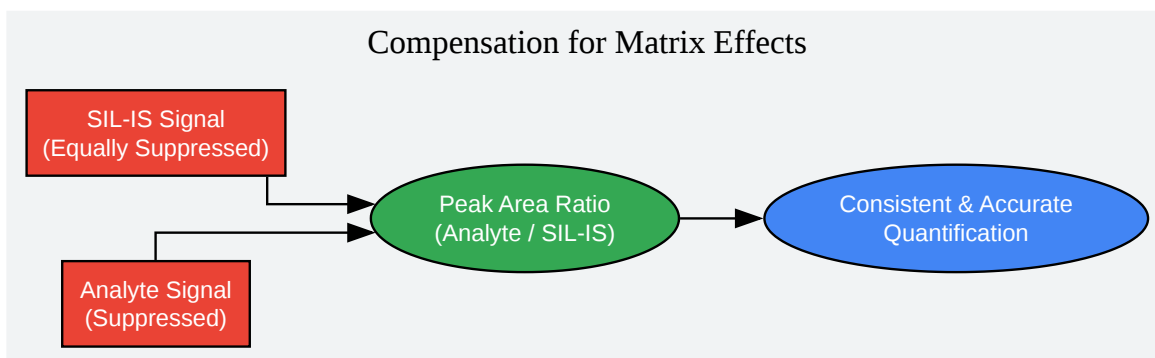 Compensation for Matrix Effects
SIL-IS Signal
(Equally Suppressed)
Analyte Signal
(Suppressed)
Peak Area Ratio
(Analyte / SIL-IS)
Consistent & Accurate
Quantification